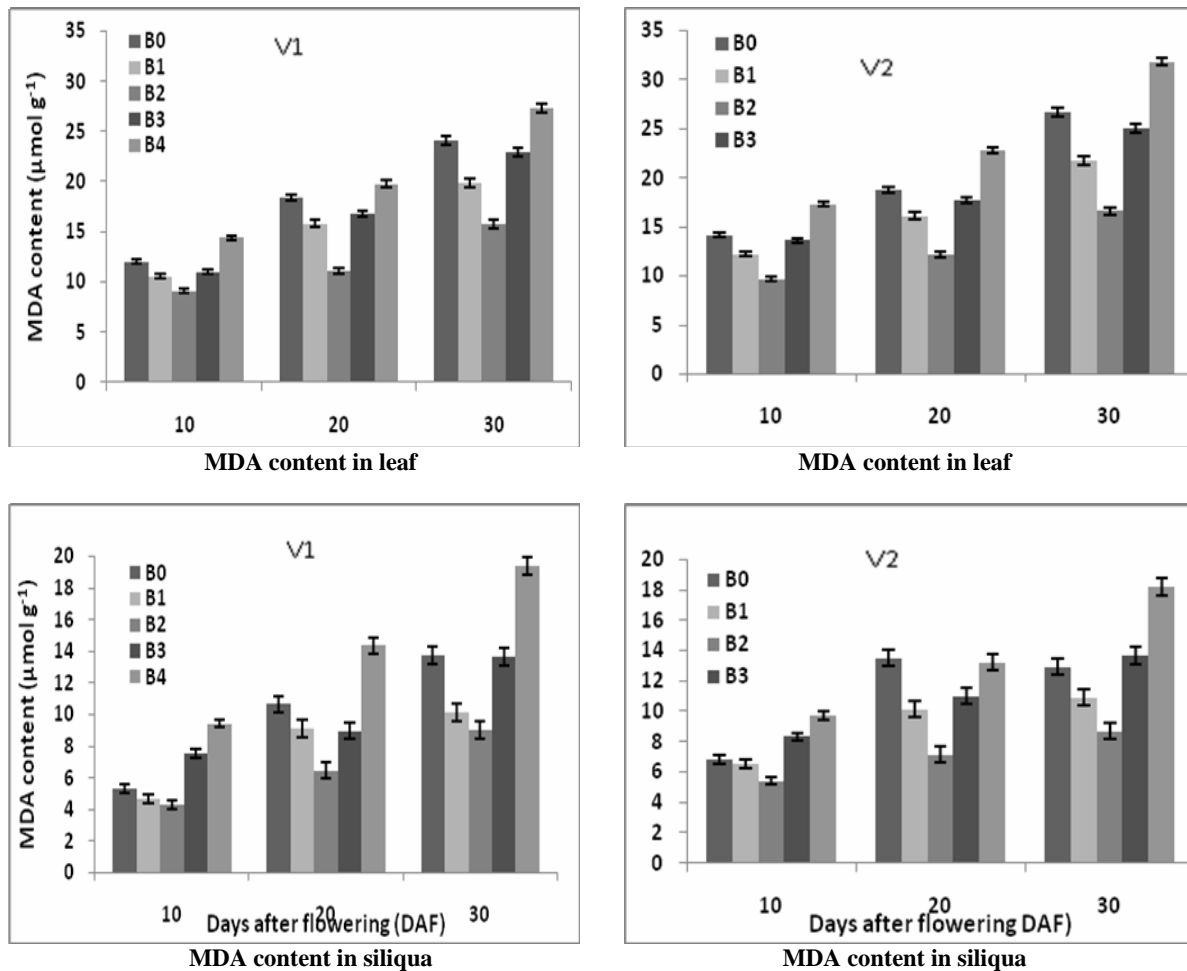 V1
B0
B1
B2
B3
B4
MDA content (µmol g⁻¹)
35
30
25
20
15
10
5
0
10 20 30
MDA content in leaf
V2
B0
B1
B2
B3
35
30
25
20
15
10
5
0
10 20 30
MDA content in leaf
V1
B0
B1
B2
B3
B4
MDA content (µmol g⁻¹)
20
18
16
14
12
10
8
6
4
2
0
10 20 30
Days after flowering (DAF)
MDA content in siliqua
V2
B0
B1
B2
B3
20
18
16
14
12
10
8
6
4
2
0
10 20 30
Days after flowering DAF)
MDA content in siliqua